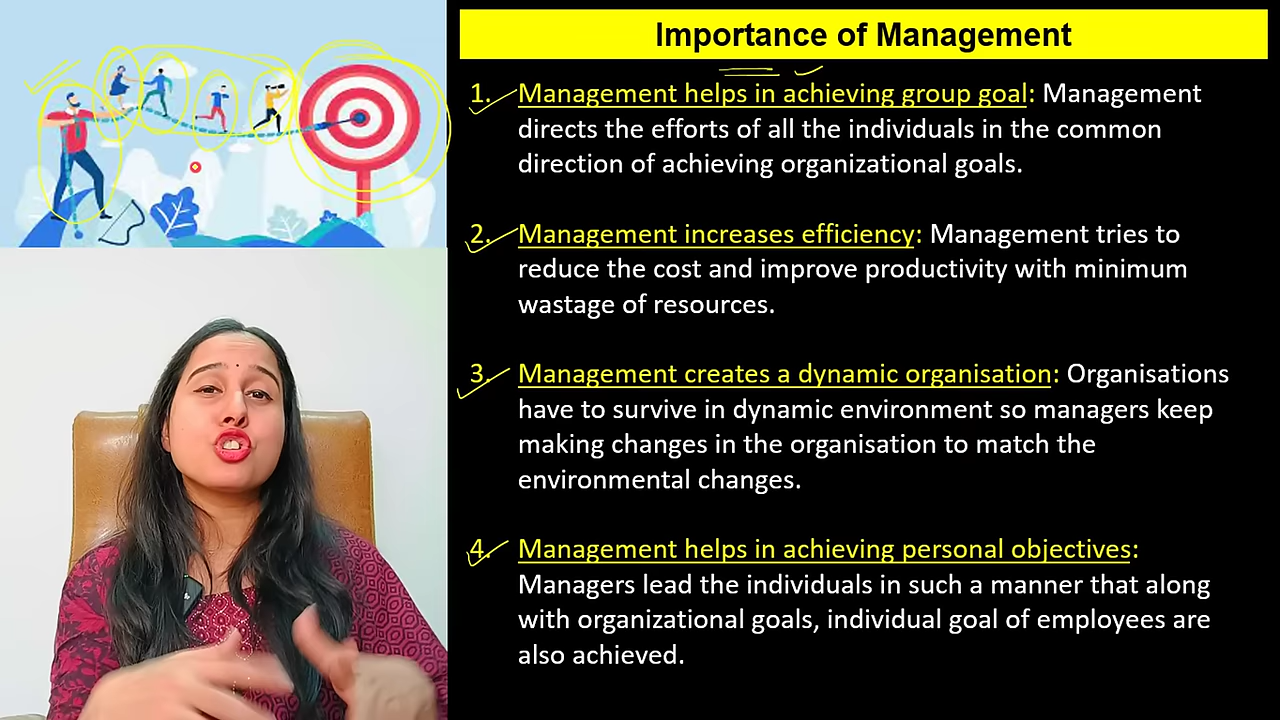 Importance of Management
1. Management helps in achieving group goal: Management
directs the efforts of all the individuals in the common
direction of achieving organizational goals.
2. Management increases efficiency: Management tries to
reduce the cost and improve productivity with minimum
wastage of resources.
3. Management creates a dynamic organisation: Organisations
have to survive in dynamic environment so managers keep
making changes in the organisation to match the
environmental changes.
4. Management helps in achieving personal objectives:
Managers lead the individuals in such a manner that along
with organizational goals, individual goal of employees are
also achieved.